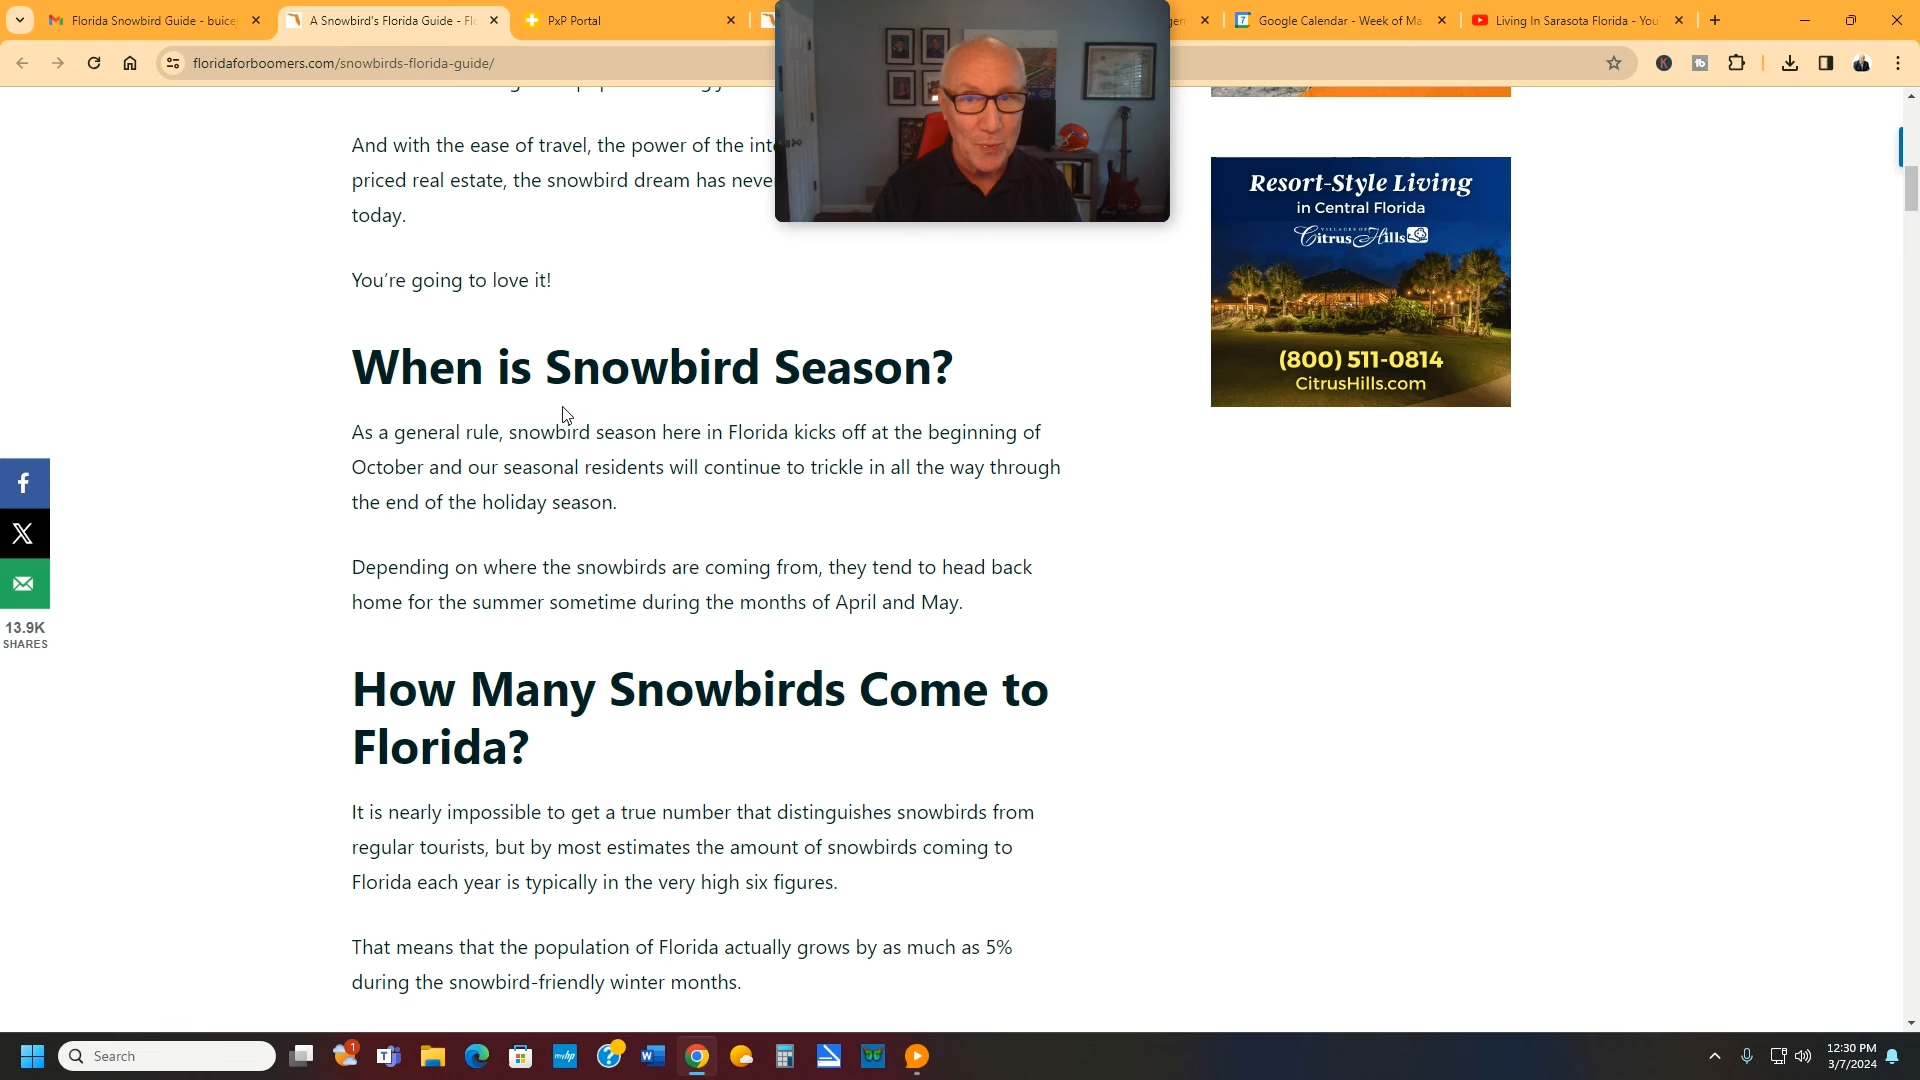 Florida Snowbird Guide - buice
A Snowbird's Florida Guide - Fl
PxP Portal
Google Calendar - Week of Ma
Living In Sarasota Florida - You
floridaforboomers.com/snowbirds-florida-guide/
And with the ease of travel, the power of the
priced real estate, the snowbird dream has neve
today.
You're going to love it!
When is Snowbird Season?
As a general rule, snowbird season here in Florida kicks off at the beginning of
October and our seasonal residents will continue to trickle in all the way through
the end of the holiday season.
Depending on where the snowbirds are coming from, they tend to head back
home for the summer sometime during the months of April and May.
How Many Snowbirds Come to
Florida?
It is nearly impossible to get a true number that distinguishes snowbirds from
regular tourists, but by most estimates the amount of snowbirds coming to
Florida each year is typically in the very high six figures.
That means that the population of Florida actually grows by as much as 5%
during the snowbird-friendly winter months.
Resort-Style Living
in Central Florida
VILLAGES OF
Citrus Hills
(800) 511-0814
CitrusHills.com
13.9K
SHARES
Search
1
myhp
12:30 PM
3/7/2024